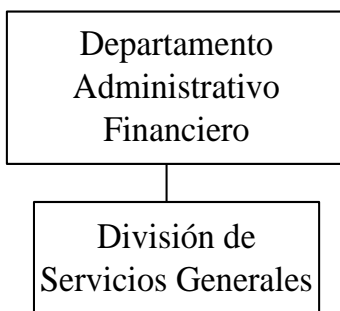 Departamento
Administrativo
Financiero
División de
Servicios Generales